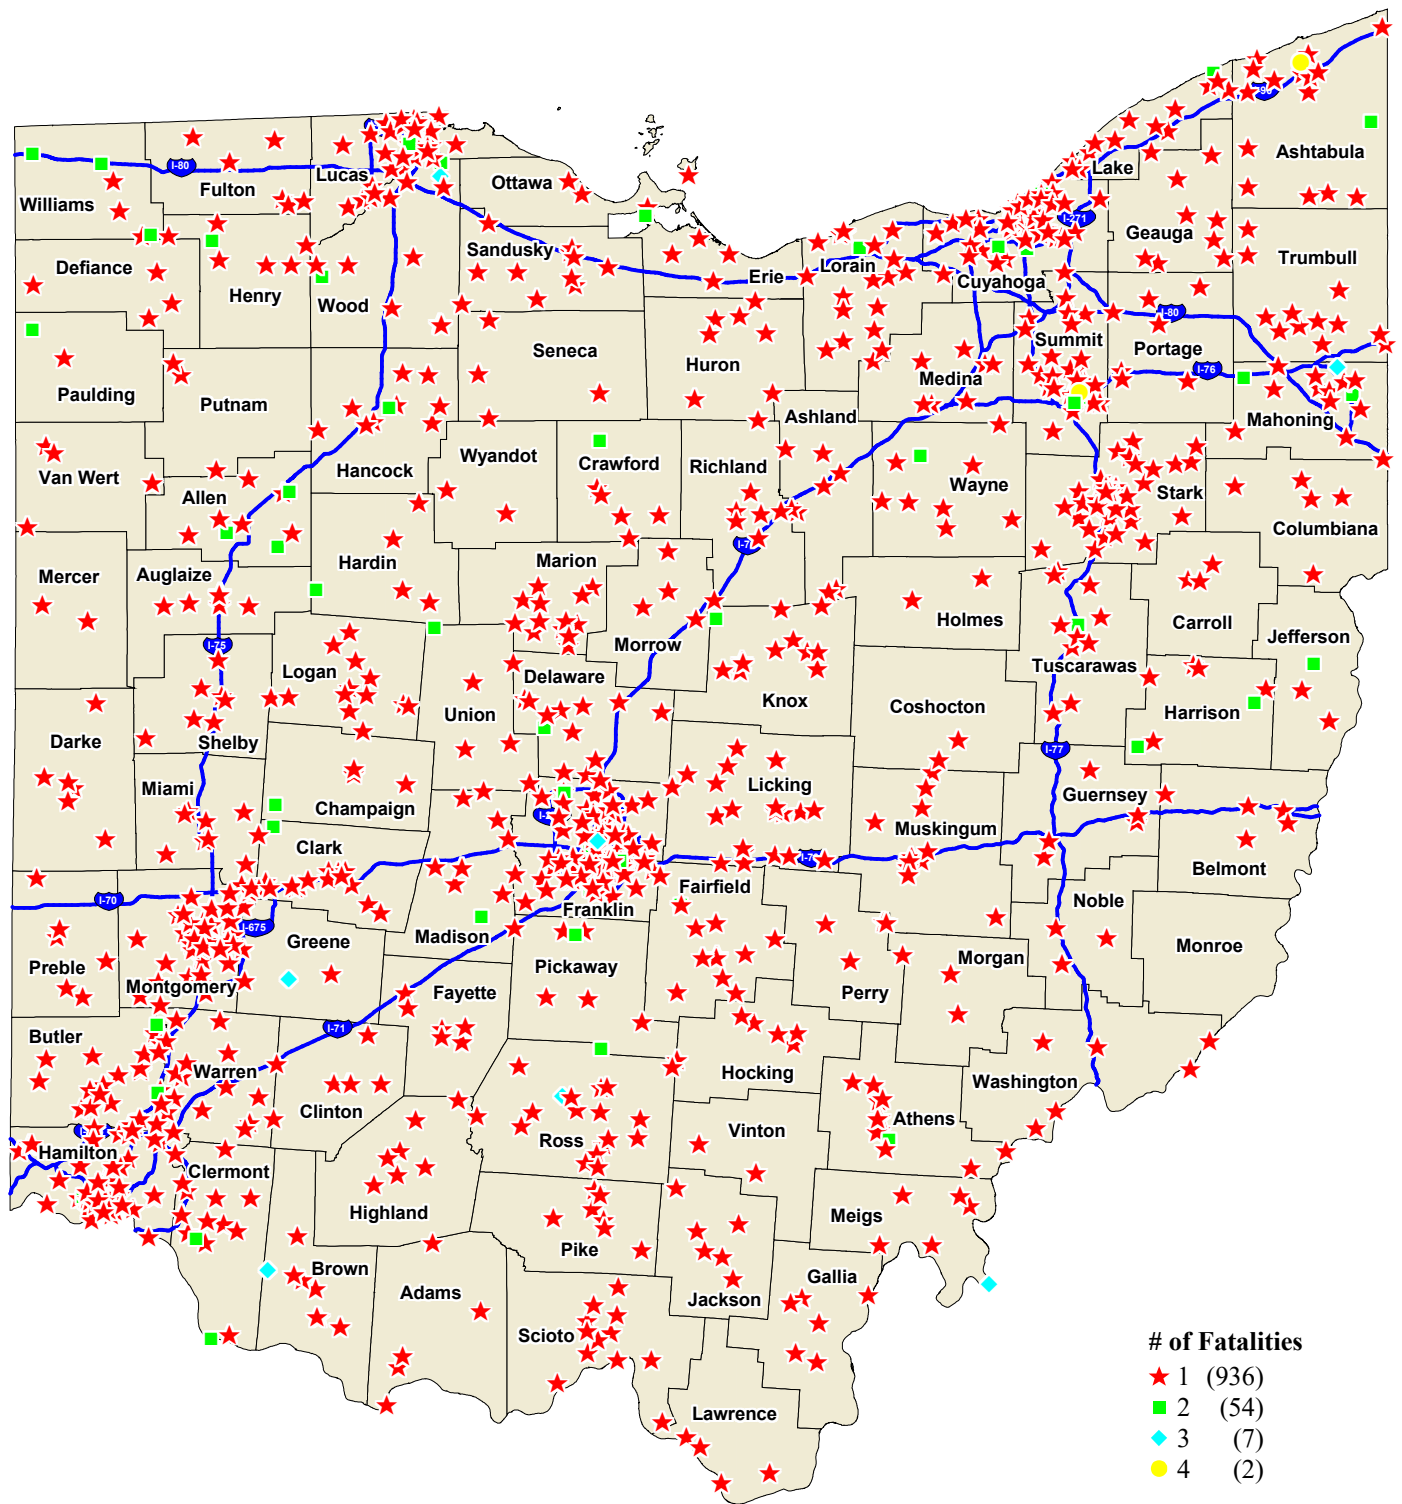 I-90
Ashtabula
Lake
I-80
Lucas
Fulton
Ottawa
Williams
I-271
Geauga
Trumbull
Sandusky
Defiance
Henry
Wood
Erie
Lorain
Cuyahoga
I-80
Seneca
Huron
Summit
Portage
I-76
Medina
Paulding
Putnam
Ashland
Mahoning
Van Wert
Hancock
Wyandot
Crawford
Richland
Wayne
Stark
Allen
Columbiana
Mercer
Auglaize
Hardin
Marion
Holmes
Carroll
Jefferson
I-75
Logan
Morrow
Delaware
Knox
Tuscarawas
Union
Coshocton
Harrison
Darke
Shelby
I-77
Miami
Champaign
Licking
Guernsey
Muskingum
Clark
Belmont
I-70
Fairfield
Franklin
Noble
I-675
Greene
Madison
Monroe
Preble
Montgomery
Pickaway
Morgan
Fayette
Perry
Butler
I-71
Warren
Clinton
Hocking
Washington
Athens
Hamilton
Ross
Vinton
Clermont
Highland
Meigs
Pike
Brown
Adams
Gallia
Jackson
Scioto
Lawrence
# of Fatalities
1 (936)
2 (54)
3 (7)
4 (2)